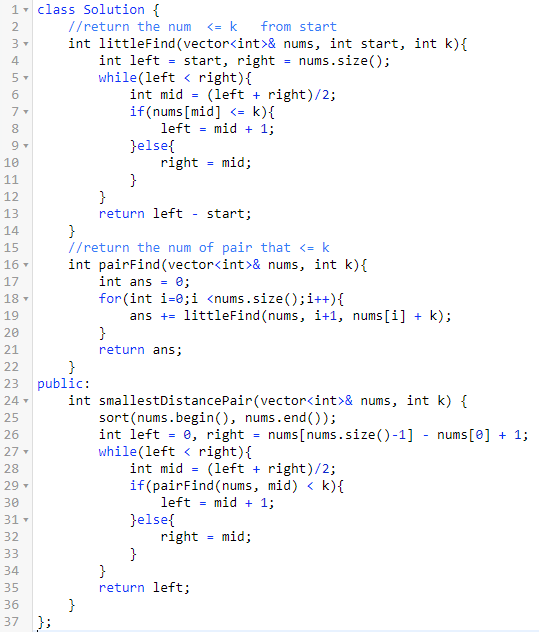 1 class Solution {
2     //return the num  <= k   from start
3     int littleFind(vector<int>& nums, int start, int k){
4         int left = start, right = nums.size();
5         while(left < right){
6             int mid = (left + right)/2;
7             if(nums[mid] <= k){
8                 left = mid + 1;
9             }else{
10                 right = mid;
11             }
12         }
13         return left - start;
14     }
15     //return the num of pair that <= k
16     int pairFind(vector<int>& nums, int k){
17         int ans = 0;
18         for(int i=0;i <nums.size();i++){
19             ans += littleFind(nums, i+1, nums[i] + k);
20         }
21         return ans;
22     }
23 public:
24     int smallestDistancePair(vector<int>& nums, int k) {
25         sort(nums.begin(), nums.end());
26         int left = 0, right = nums[nums.size()-1] - nums[0] + 1;
27         while(left < right){
28             int mid = (left + right)/2;
29             if(pairFind(nums, mid) < k){
30                 left = mid + 1;
31             }else{
32                 right = mid;
33             }
34         }
35         return left;
36     }
37 };